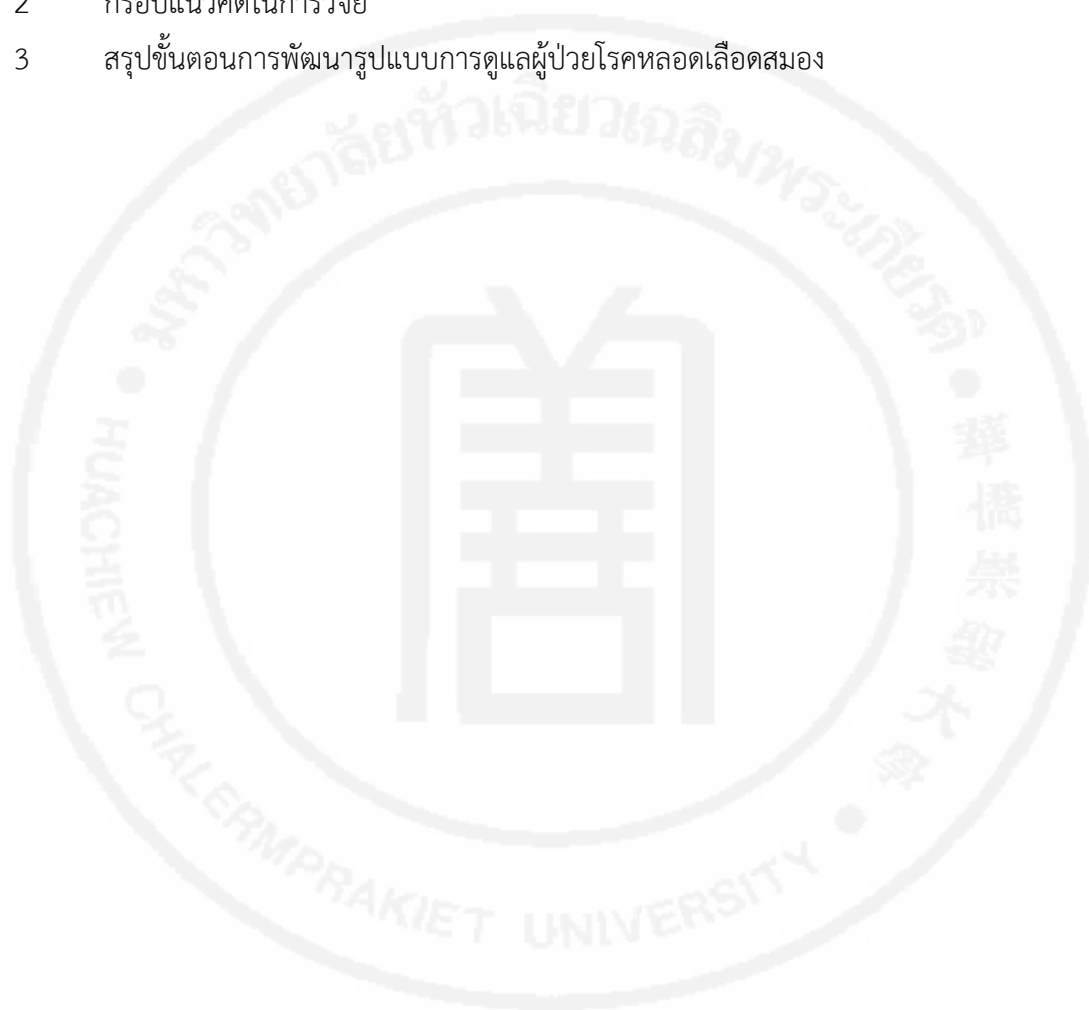 2 กรอบแนวคิดในการวิจัย
3 สรุปขั้นตอนการพัฒนารูปแบบการดูแลผู้ป่วยโรคหลอดเลือดสมอง
มหาวิทยาลัยหัวเฉียวเฉลิมพระเกียรติ
華僑崇聖大學
HUACHIEW CHALERMPRAKIET UNIVERSITY